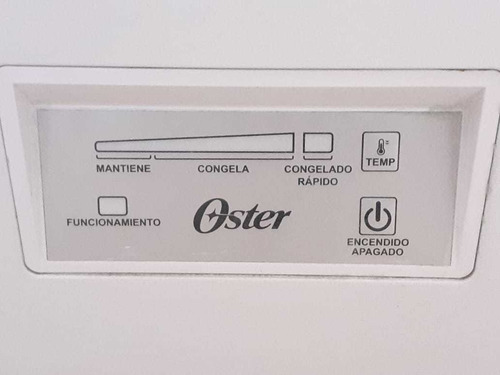 MANTIENE CONGELA CONGELADO RÁPIDO TEMP
FUNCIONAMIENTO Oster ENCENDIDO APAGADO